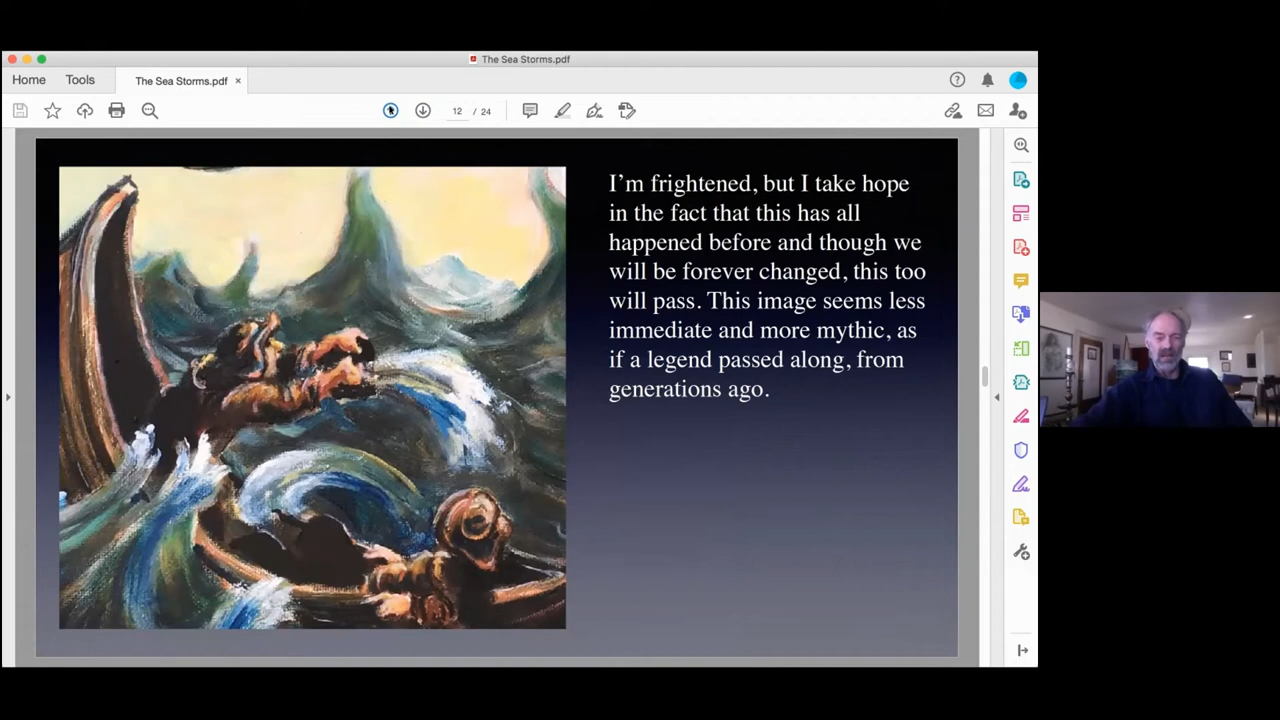 The Sea Storms.pdf
Home
Tools
The Sea Storms.pdf ×
12 / 24
I'm frightened, but I take hope
in the fact that this has all
happened before and though we
will be forever changed, this too
will pass. This image seems less
immediate and more mythic, as
if a legend passed along, from
generations ago.